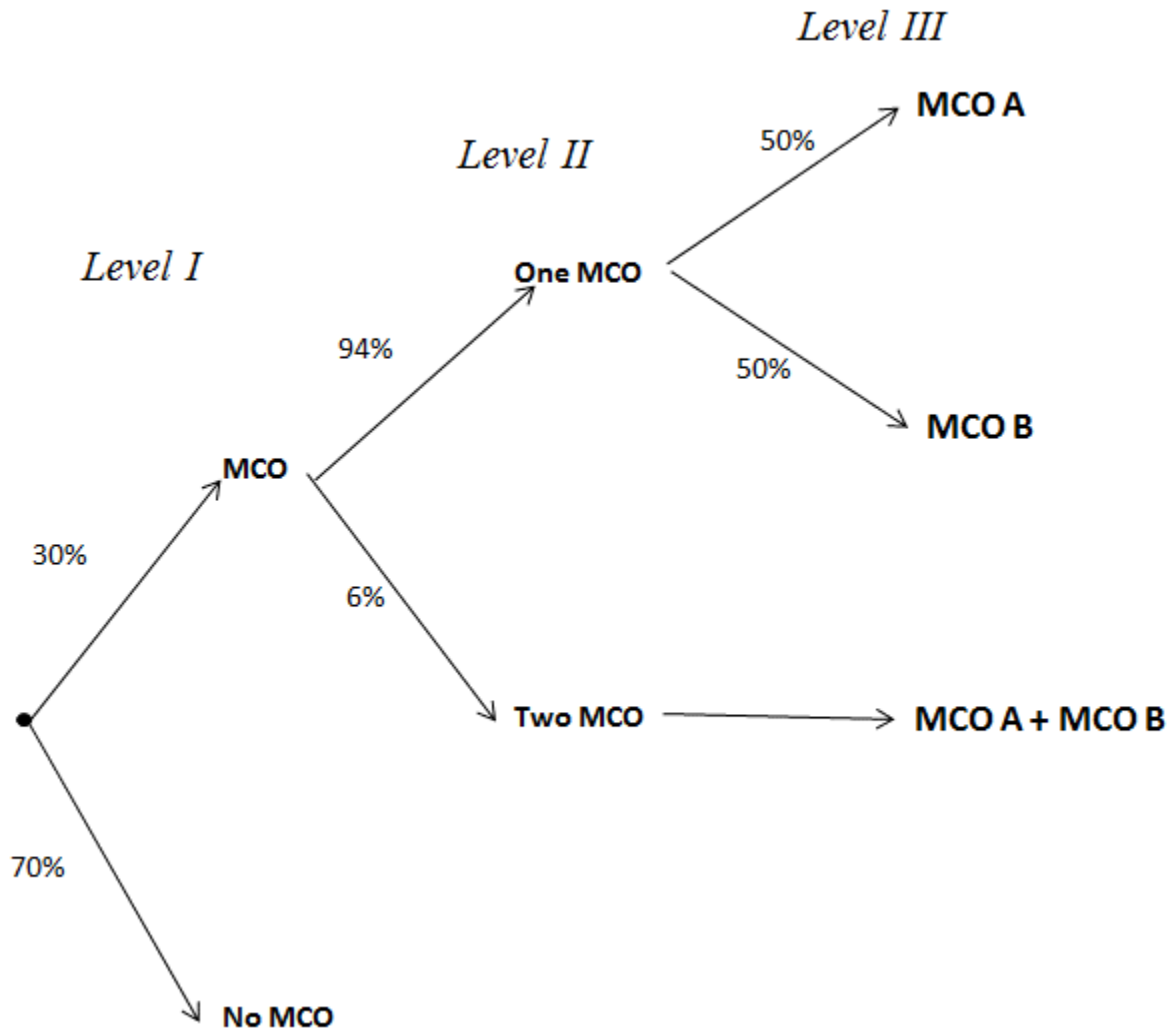 Level III
MCO A
50%
Level II
One MCO
Level I
94%
50%
MCO B
MCO
30%
6%
Two MCO
MCO A + MCO B
70%
No MCO